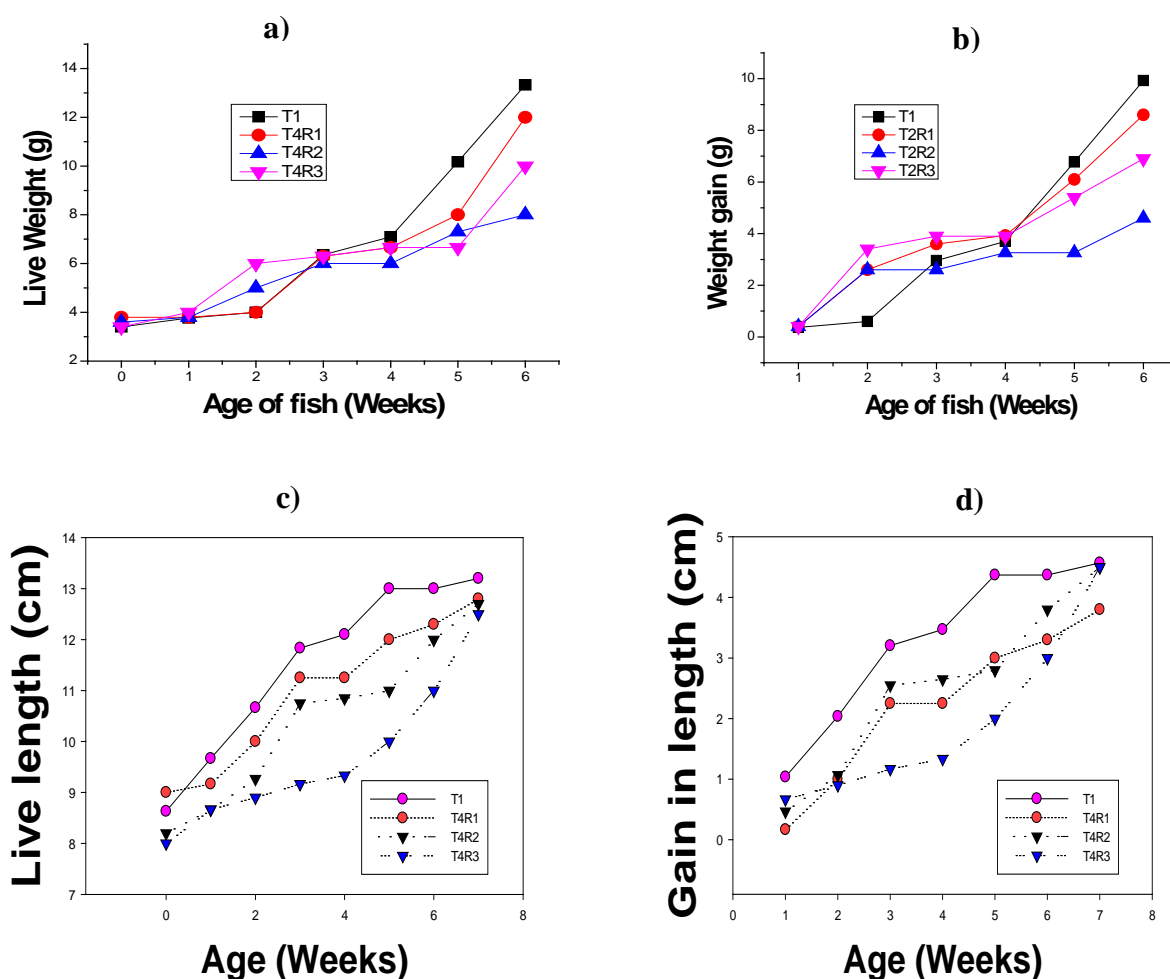 a)
Live Weight (g)
14
12
10
8
6
4
2
T1
T4R1
T4R2
T4R3
0 1 2 3 4 5 6
Age of fish (Weeks)
b)
Weight gain (g)
10
8
6
4
2
0
T1
T2R1
T2R2
T2R3
1 2 3 4 5 6
Age of fish (Weeks)
c)
Live length (cm)
14
13
12
11
10
9
8
7
T1
T4R1
T4R2
T4R3
0 2 4 6 8
Age (Weeks)
d)
Gain in length (cm)
5
4
3
2
1
0
T1
T4R1
T4R2
T4R3
0 1 2 3 4 5 6 7 8
Age (Weeks)